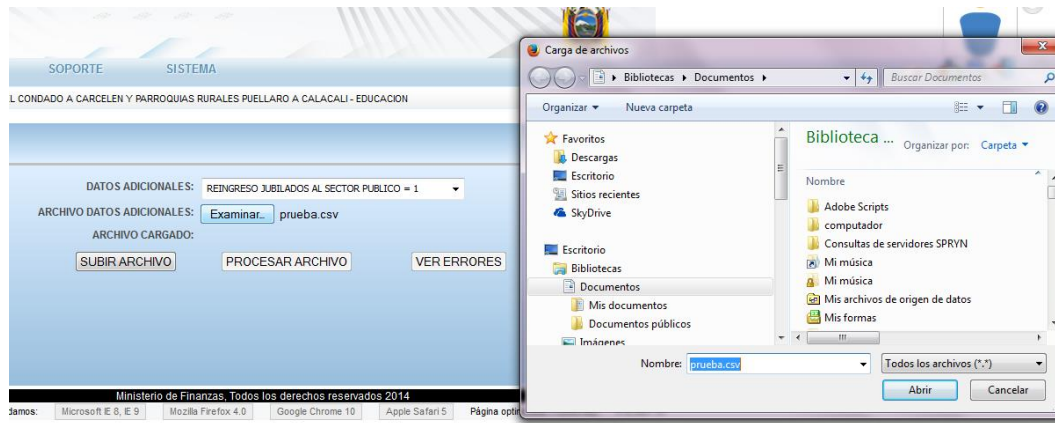 SOPORTE SISTEMA
L CONDADO A CARCELEN Y PARROQUIAS RURALES PUELLARO A CALACALI - EDUCACION
DATOS ADICIONALES: REINGRESO JUBILADOS AL SECTOR PUBLICO = 1
ARCHIVO DATOS ADICIONALES: Examinar.. prueba.csv
ARCHIVO CARGADO:
SUBIR ARCHIVO PROCESAR ARCHIVO VER ERRORES
Ministerio de Finanzas, Todos los derechos reservados 2014
damos: Microsoft IE 8, IE 9 Mozilla Firefox 4.0 Google Chrome 10 Apple Safari 5 Página opti
Carga de archivos
Bibliotecas Documentos Buscar Documentos
Organizar Nueva carpeta
Favoritos
Descargas
Escritorio
Sitios recientes
SkyDrive
Escritorio
Bibliotecas
Documentos
Mis documentos
Documentos públicos
Imágenes
Biblioteca ... Organizar por: Carpeta
Nombre
Adobe Scripts
computador
Consultas de servidores SPRYN
Mi música
Mi música
Mis archivos de origen de datos
Mis formas
Nombre: prueba.csv Todos los archivos (*.*)
Abrir Cancelar